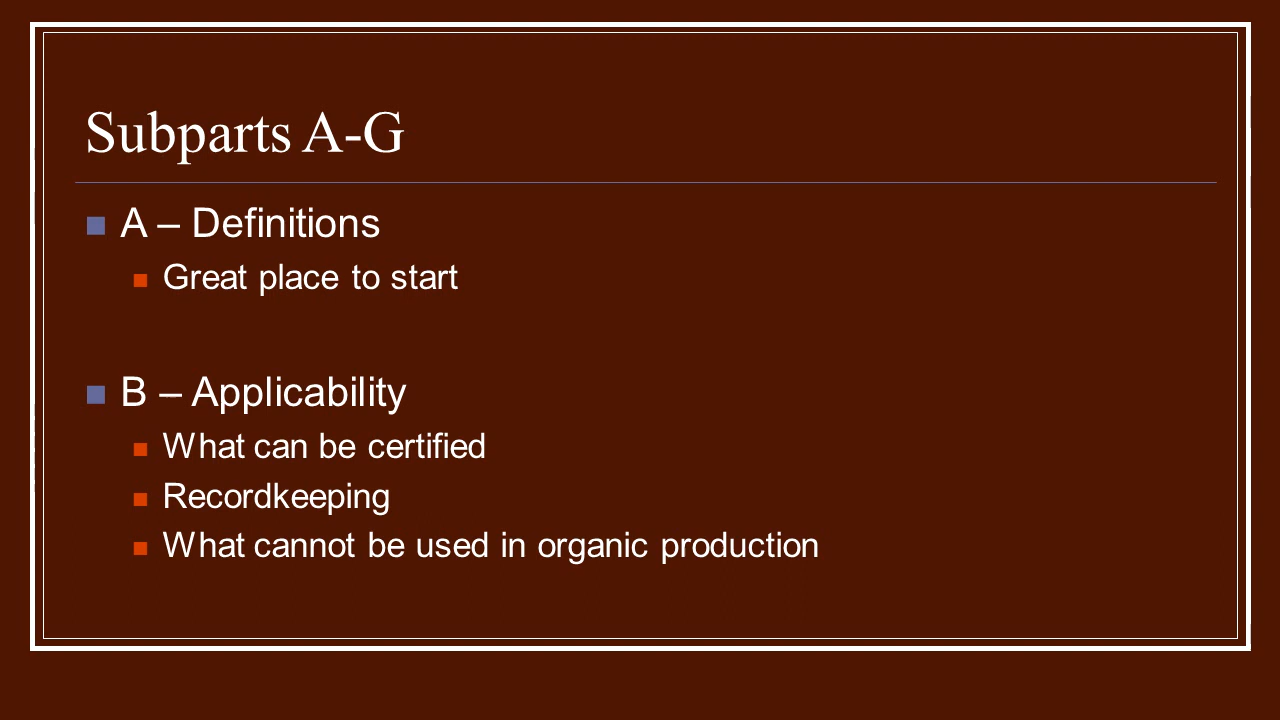 Subparts A-G
A – Definitions
Great place to start
B – Applicability
What can be certified
Recordkeeping
What cannot be used in organic production